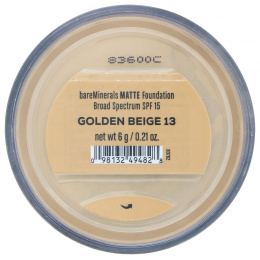 83600C
bareMinerals MATTE Foundation
Broad Spectrum SPF 15
GOLDEN BEIGE 13
net wt 6 g / 0.21 oz.
0 98132 49482 8